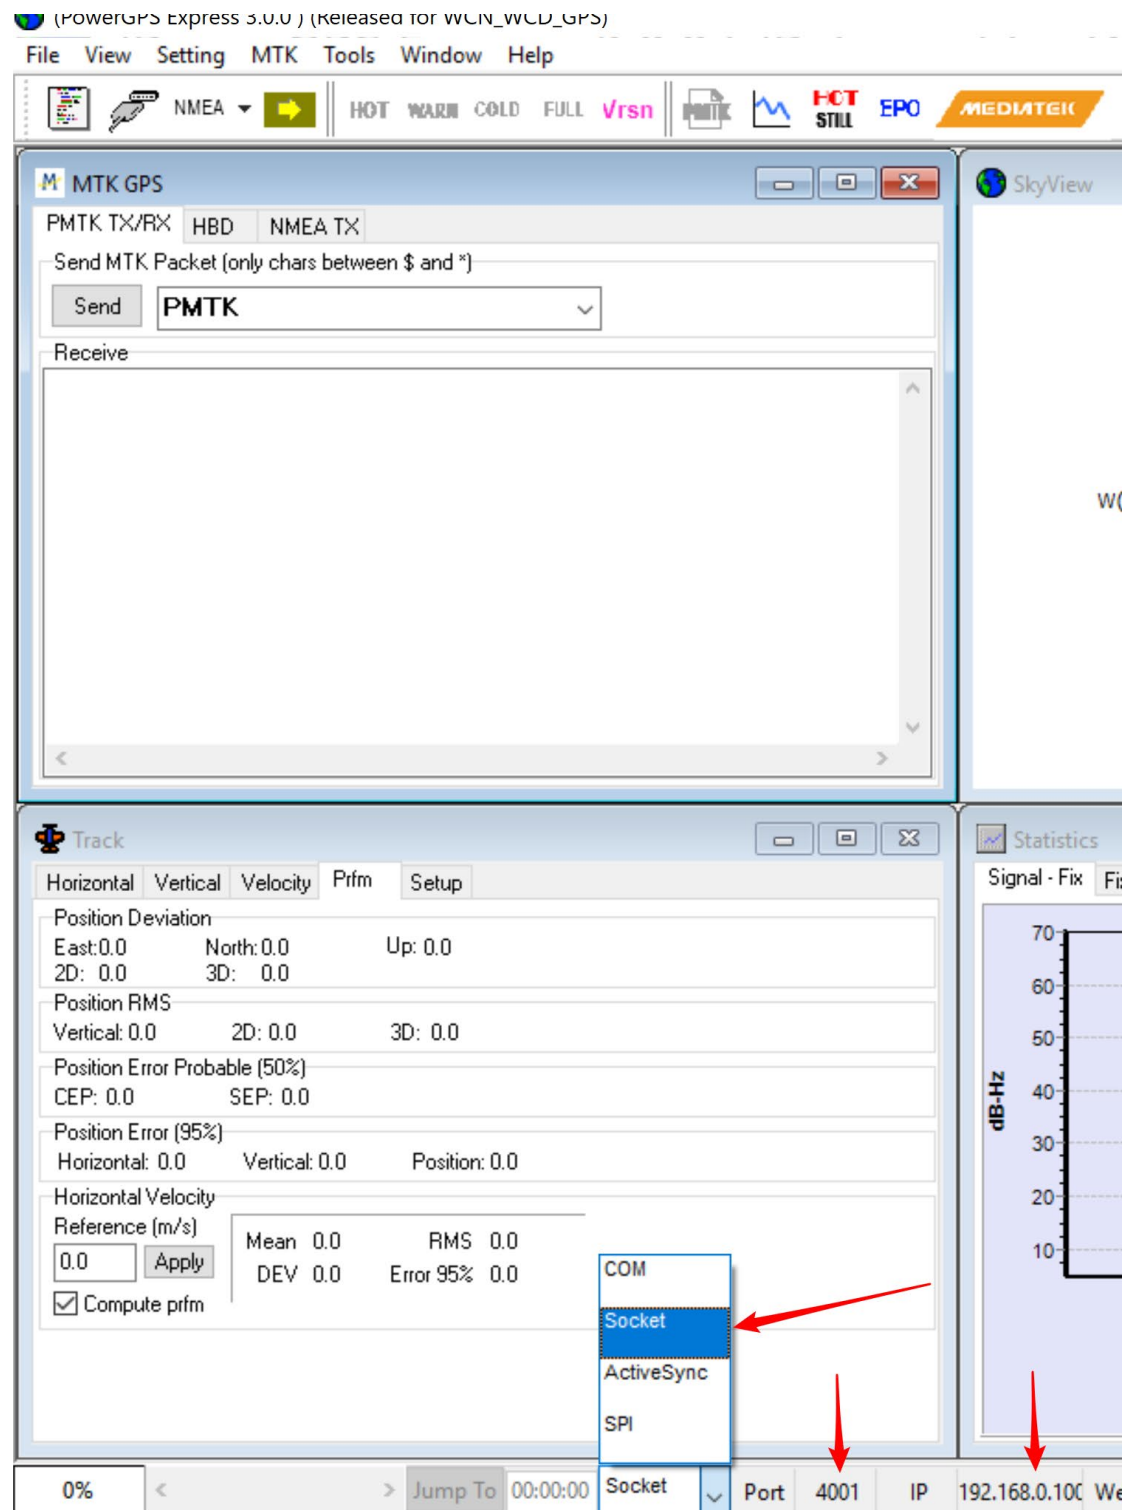 (PowerGPS Express 3.0.0 ) (Released for WCN_WCD_GPS)
File View Setting MTK Tools Window Help
NMEA HOT WARM COLD FULL Vrsn PMTK HOT STILL EPO MEDIATEK
MTK GPS
SkyView
PMTK TX/RX HBD NMEA TX
Send MTK Packet (only chars between $ and *)
Send PMTK
Receive
W(
Track
Statistics
Horizontal Vertical Velocity Prfm Setup
Signal - Fix Fi
Position Deviation
East:0.0 North: 0.0 Up: 0.0
2D: 0.0 3D: 0.0
Position RMS
Vertical: 0.0 2D: 0.0 3D: 0.0
Position Error Probable (50%)
CEP: 0.0 SEP: 0.0
Position Error (95%)
Horizontal: 0.0 Vertical: 0.0 Position: 0.0
Horizontal Velocity
Reference (m/s)
0.0 Apply
Mean 0.0 RMS 0.0
DEV 0.0 Error 95% 0.0
Compute prfm
70
60
50
40
30
20
10
dB-Hz
COM
Socket
ActiveSync
SPI
0% Jump To 00:00:00 Socket Port 4001 IP 192.168.0.100 We